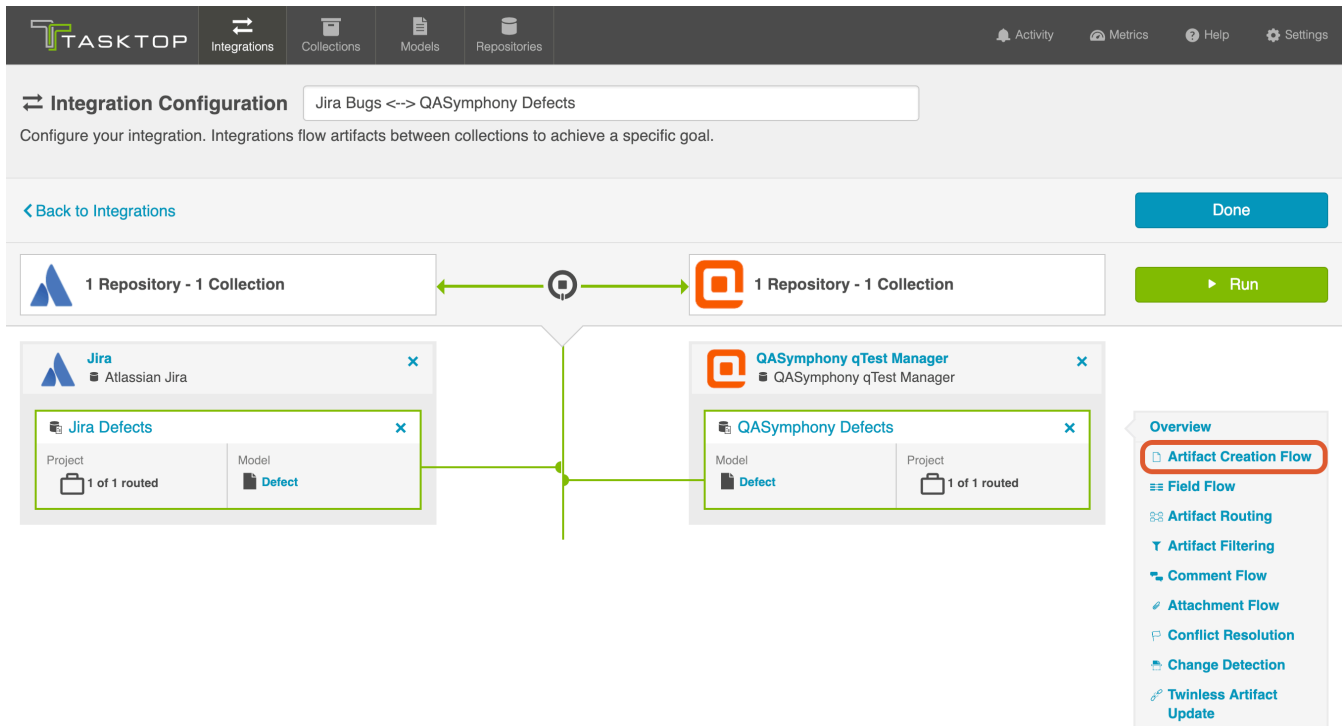 TASKTOP
Integrations
Collections
Models
Repositories
Activity
Metrics
Help
Settings
Integration Configuration
Jira Bugs <--> QASymphony Defects
Configure your integration. Integrations flow artifacts between collections to achieve a specific goal.
Back to Integrations
Done
1 Repository - 1 Collection
1 Repository - 1 Collection
Run
Jira
Atlassian Jira
QASymphony qTest Manager
QASymphony qTest Manager
Jira Defects
Project
1 of 1 routed
Model
Defect
QASymphony Defects
Model
Defect
Project
1 of 1 routed
Overview
Artifact Creation Flow
Field Flow
Artifact Routing
Artifact Filtering
Comment Flow
Attachment Flow
Conflict Resolution
Change Detection
Twinless Artifact
Update